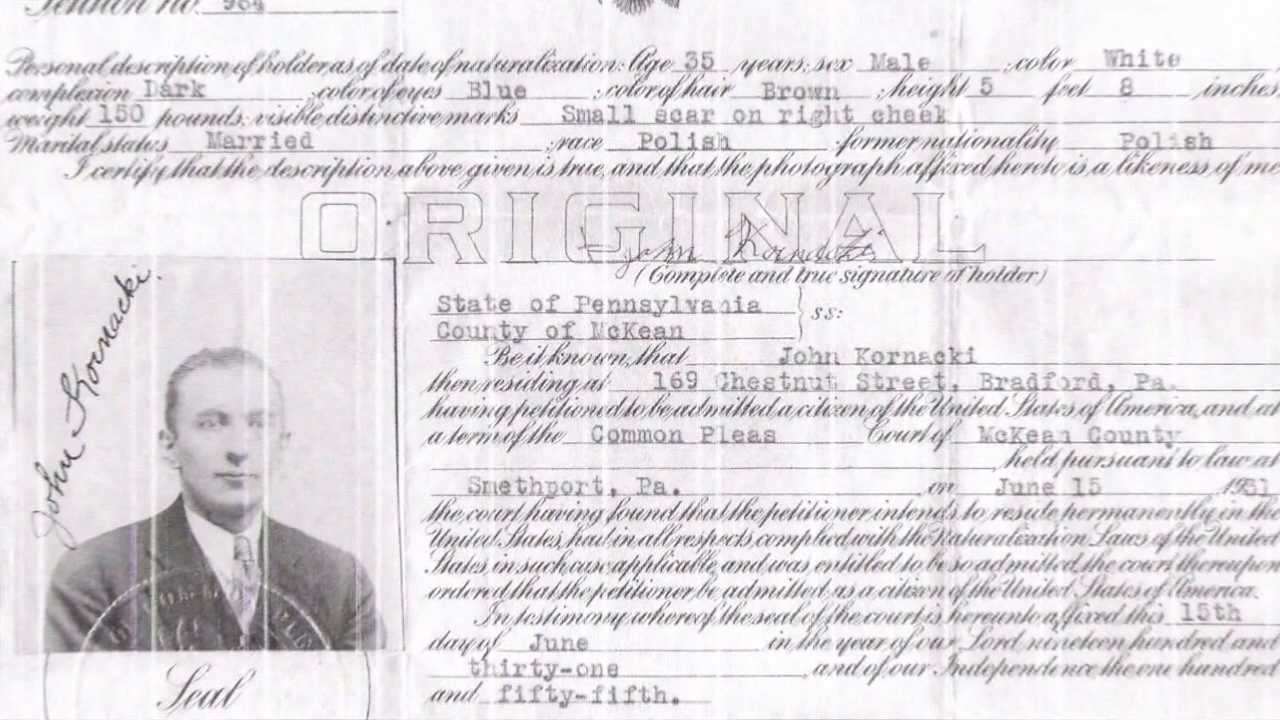 Petition no. 984
Personal description of holder as of date of naturalization: Age 35 years; sex Male ; color White
complexion Dark ; color of eyes Blue ; color of hair Brown ; height 5 feet 8 inches;
weight 150 pounds; visible distinctive marks Small scar on right cheek
Marital status Married ; race Polish ; former nationality Polish
I certify that the description above given is true, and that the photograph affixed hereto is a likeness of me
ORIGINAL
John Kornacki
(Complete and true signature of holder)
John Kornacki.
State of Pennsylvania
County of McKean } ss:
Be it known, that John Kornacki
then residing at 169 Chestnut Street, Bradford, Pa.
having petitioned to be admitted a citizen of the United States of America, and at
a term of the Common Pleas Court of McKean County
held pursuant to law at
Smethport, Pa. on June 15 1931
the court having found that the petitioner intends to reside permanently in the
United States, had in all respects complied with the Naturalization Laws of the United
States in such case applicable, and was entitled to be so admitted, the court thereupon
ordered that the petitioner be admitted as a citizen of the United States of America.
In testimony whereof the seal of the court is hereunto affixed this 15th
day of June in the year of our Lord nineteen hundred and
thirty-one , and of our Independence the one hundred
and fifty-fifth.
Seal